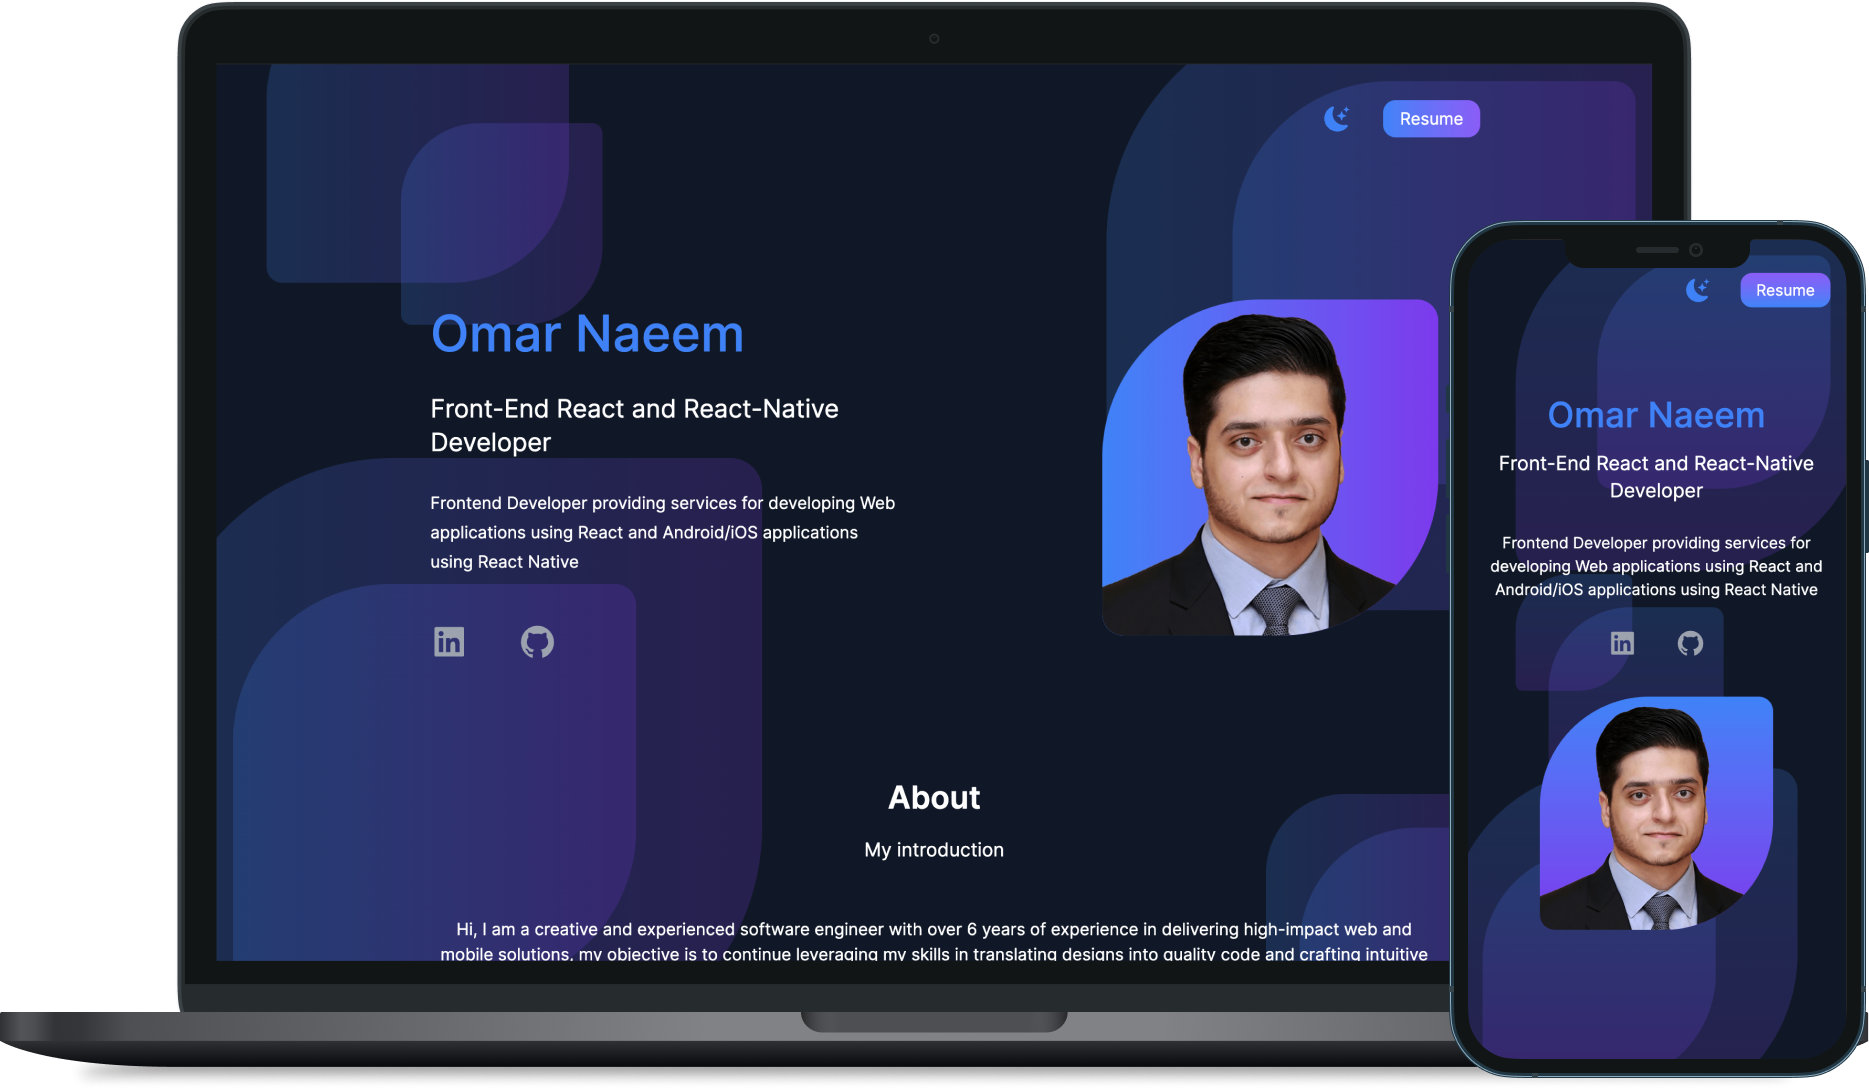 Resume
Omar Naeem
Front-End React and React-Native
Developer
Frontend Developer providing services for developing Web
applications using React and Android/iOS applications
using React Native
in
About
My introduction
Hi, I am a creative and experienced software engineer with over 6 years of experience in delivering high-impact web and
mobile solutions, my objective is to continue leveraging my skills in translating designs into quality code and crafting intuitive
Resume
Omar Naeem
Front-End React and React-Native
Developer
Frontend Developer providing services for
developing Web applications using React and
Android/iOS applications using React Native
in